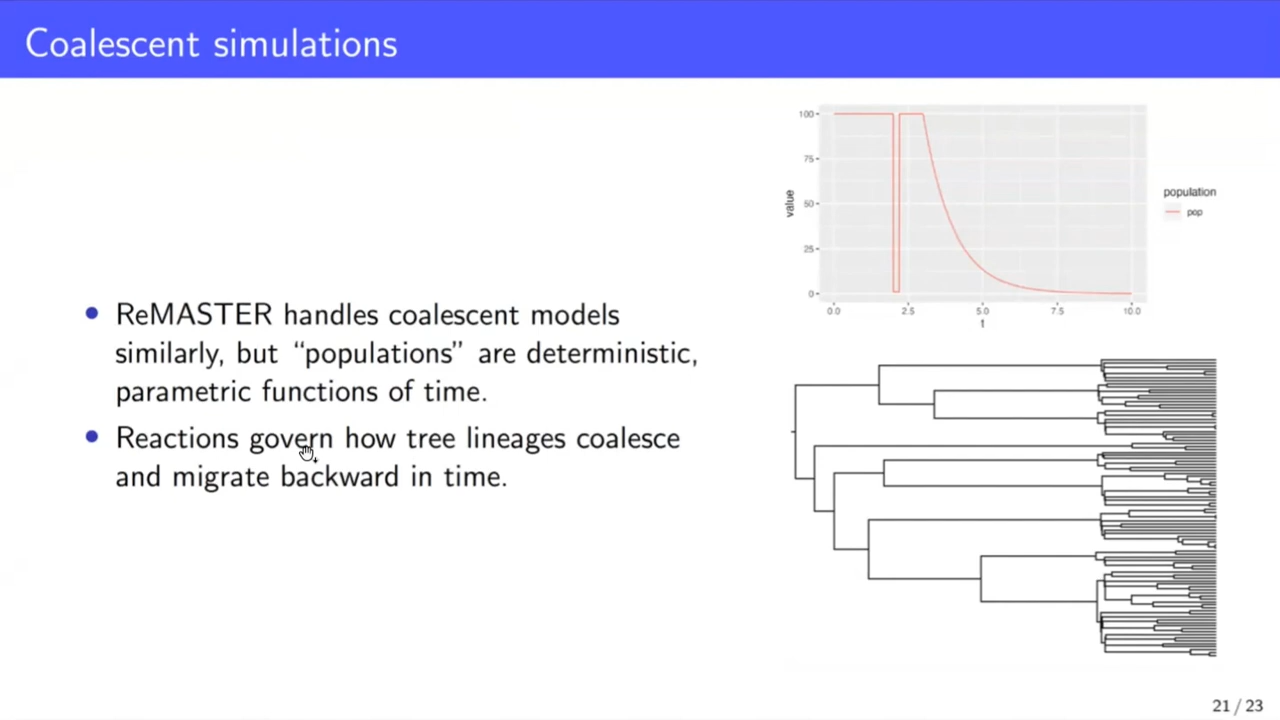 Coalescent simulations
100
75
50
25
0
value
0.0 2.5 5.0 7.5 10.0
t
population
pop
• ReMASTER handles coalescent models
similarly, but “populations” are deterministic,
parametric functions of time.
• Reactions govern how tree lineages coalesce
and migrate backward in time.
21 / 23